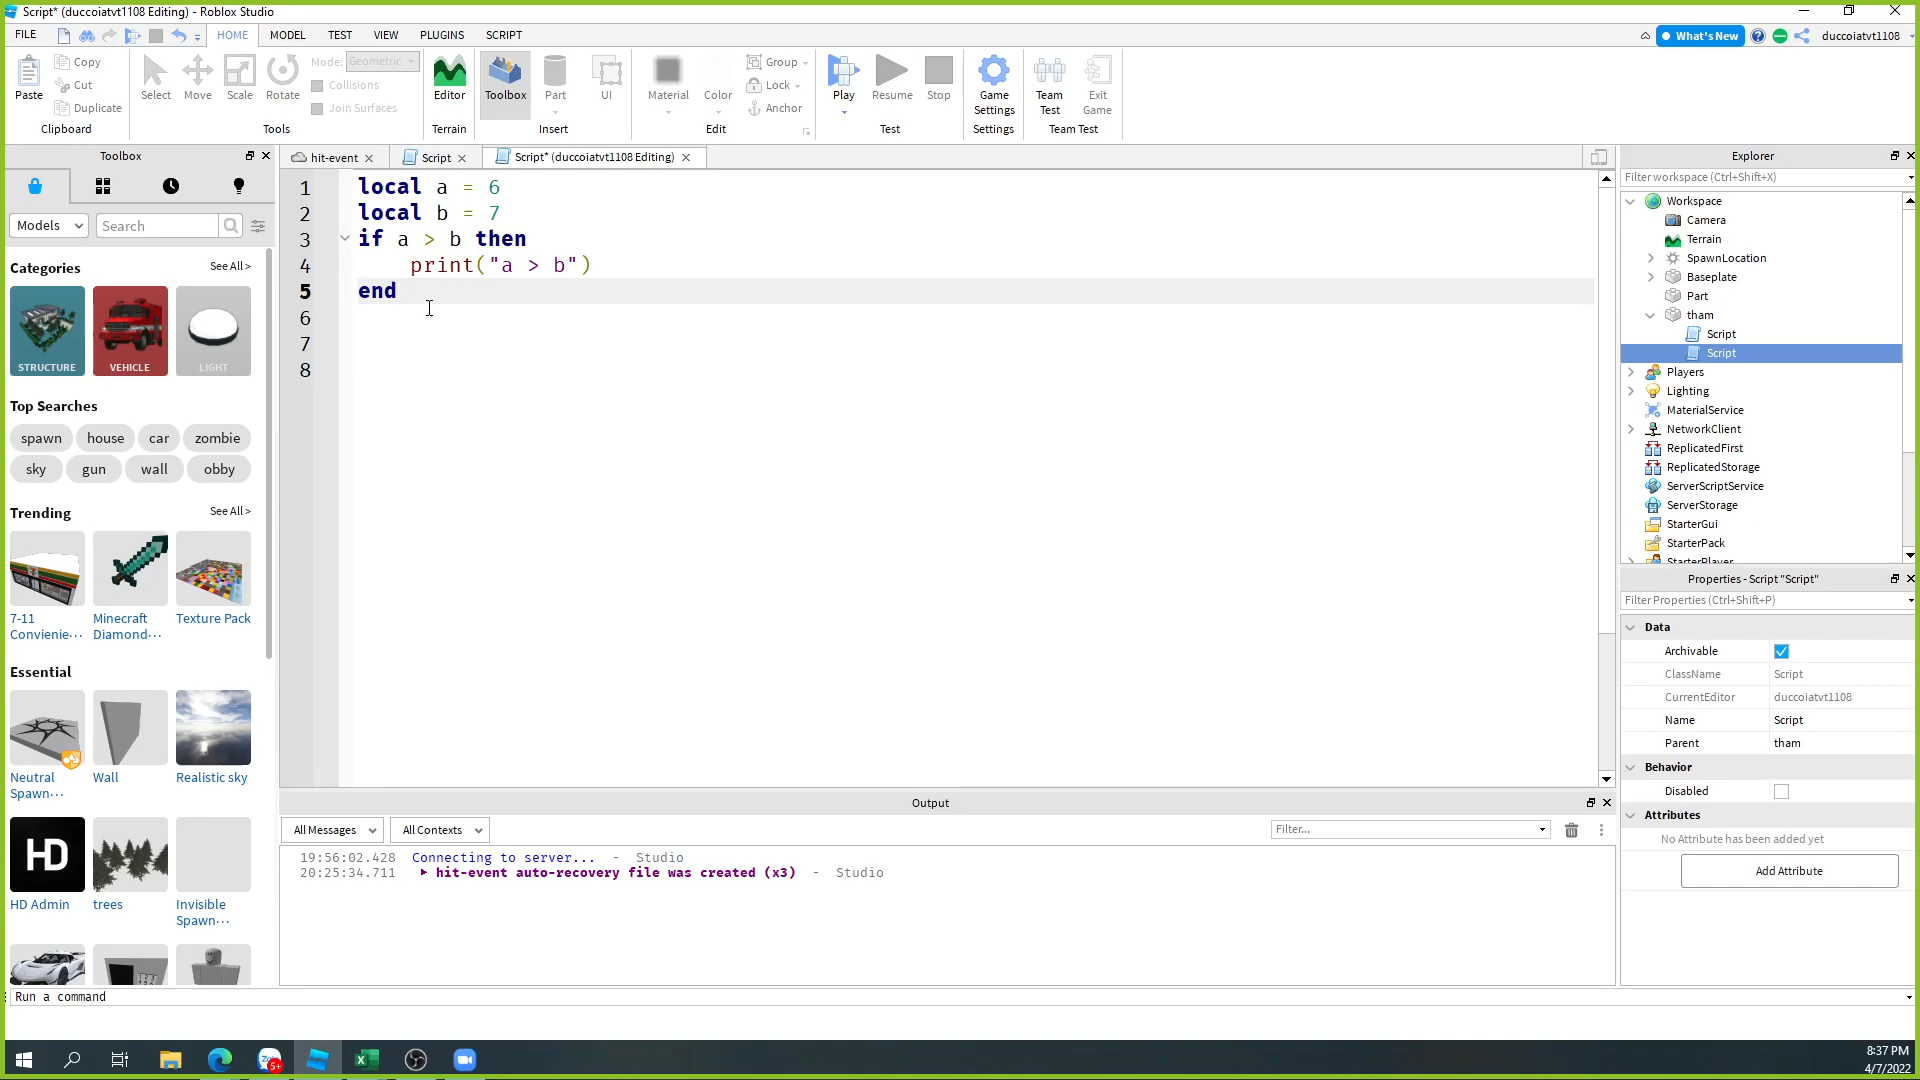 Script* (duccoiatvt1108 Editing) - Roblox Studio
FILE HOME MODEL TEST VIEW PLUGINS SCRIPT
What's New duccoiatvt1108
Paste Copy Cut Duplicate
Clipboard
Select Move Scale Rotate
Mode: Geometric
Collisions
Join Surfaces
Tools
Editor
Terrain
Toolbox Part UI
Insert
Material Color
Group
Lock
Anchor
Edit
Play Resume Stop
Test
Game Settings
Settings
Team Test
Exit Game
Team Test
Toolbox
Models Search
Categories See All >
STRUCTURE VEHICLE LIGHT
Top Searches
spawn house car zombie
sky gun wall obby
Trending See All >
7-11 Convienie...
Minecraft Diamond...
Texture Pack
Essential
Neutral Spawn...
Wall
Realistic sky
HD
HD Admin
trees
Invisible Spawn...
hit-event Script Script* (duccoiatvt1108 Editing)
1 local a = 6
2 local b = 7
3 if a > b then
4 print("a > b")
5 end
6
7
8
Output
All Messages All Contexts Filter...
19:56:02.428 Connecting to server... - Studio
20:25:34.711 hit-event auto-recovery file was created (x3) - Studio
Explorer
Filter workspace (Ctrl+Shift+X)
Workspace
Camera
Terrain
SpawnLocation
Baseplate
Part
tham
Script
Script
Players
Lighting
MaterialService
NetworkClient
ReplicatedFirst
ReplicatedStorage
ServerScriptService
ServerStorage
StarterGui
StarterPack
StarterPlayer
Properties - Script "Script"
Filter Properties (Ctrl+Shift+P)
Data
Archivable
ClassName Script
CurrentEditor duccoiatvt1108
Name Script
Parent tham
Behavior
Disabled
Attributes
No Attribute has been added yet
Add Attribute
Run a command
5+
8:37 PM
4/7/2022